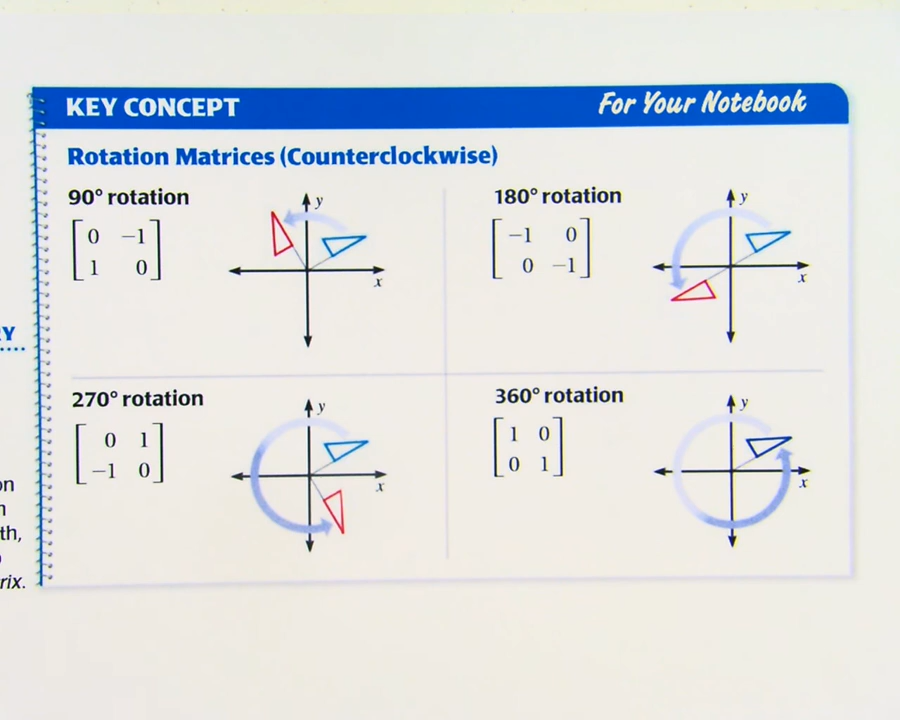 KEY CONCEPT For Your Notebook
Rotation Matrices (Counterclockwise)
90° rotation
0 −1
1 0
y
x
180° rotation
−1 0
0 −1
y
x
270° rotation
0 1
−1 0
y
x
360° rotation
1 0
0 1
y
x
th,
rix.